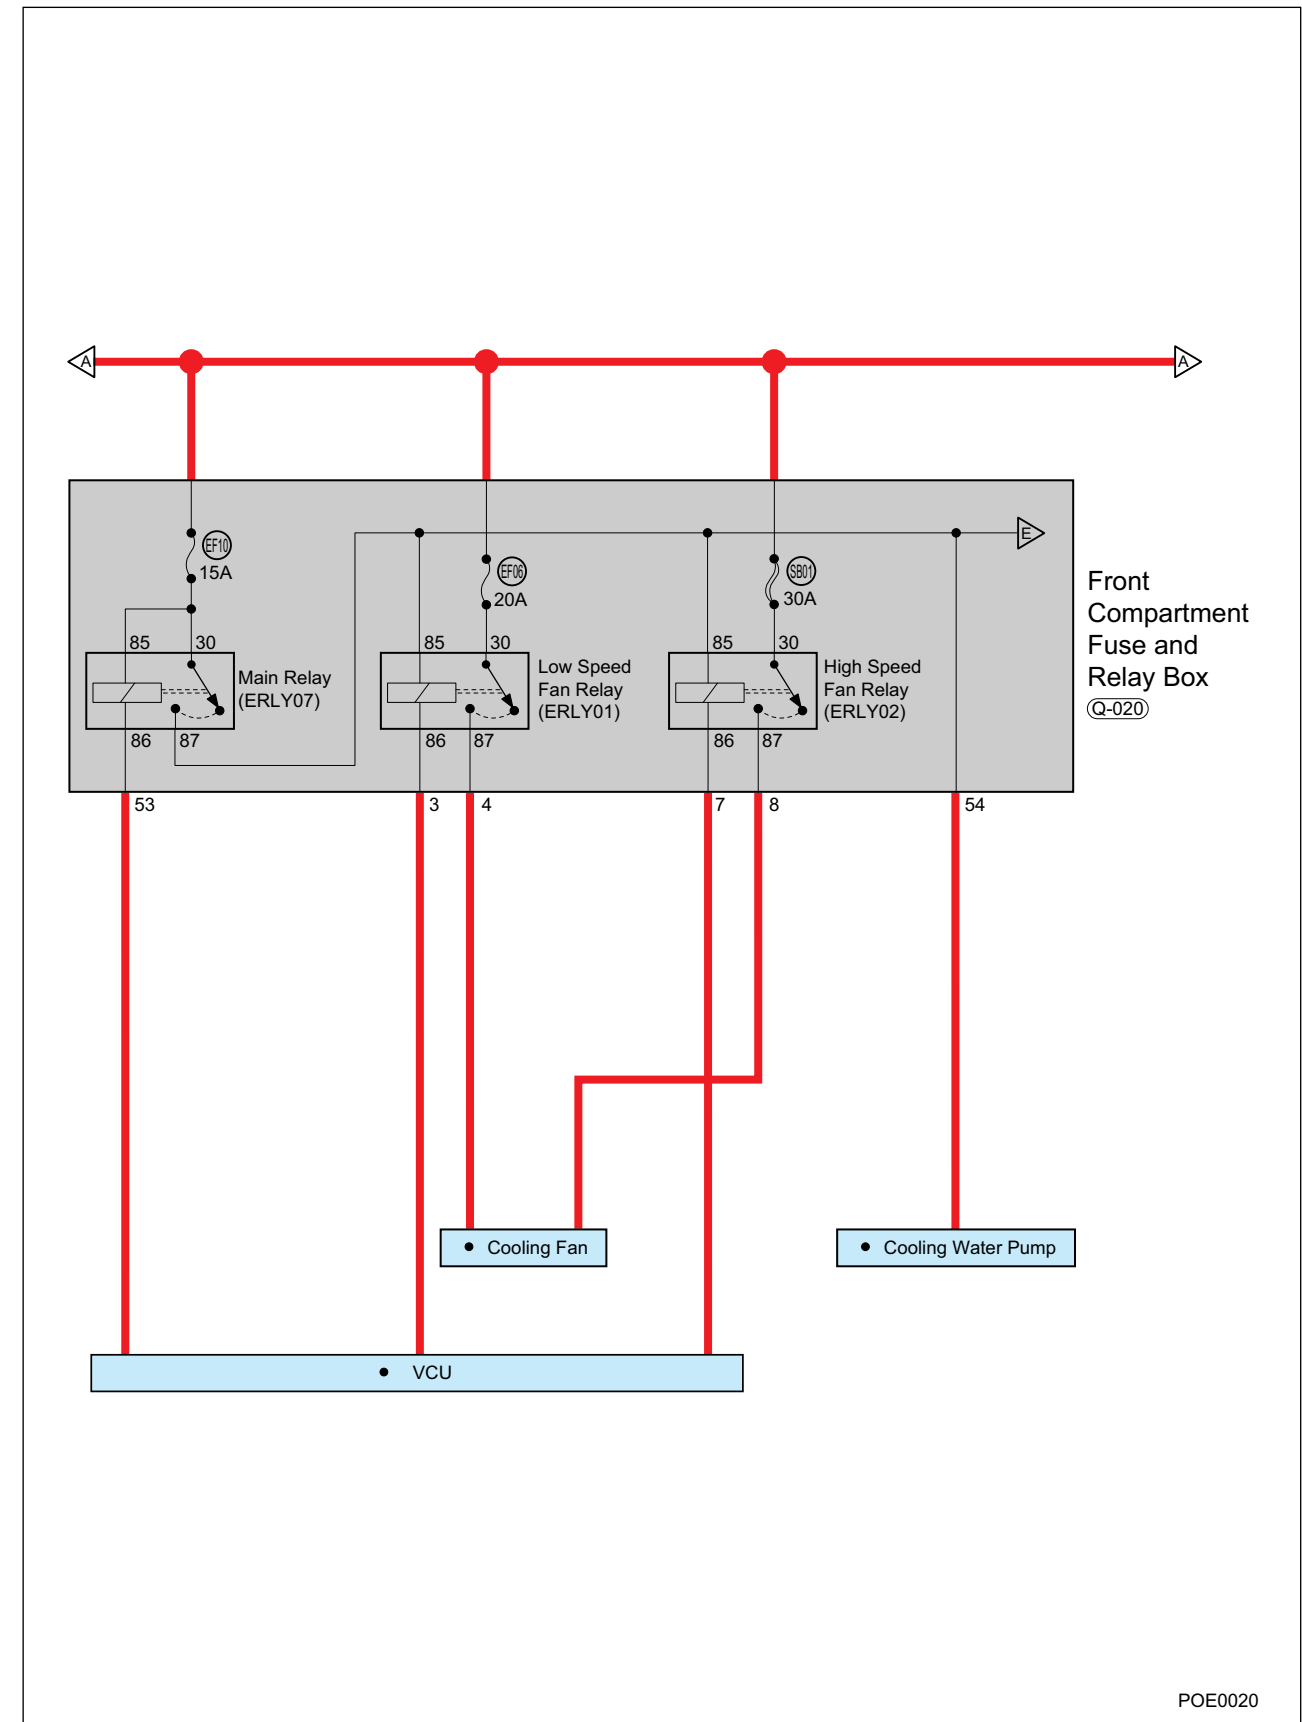 A
A
EF10
15A
EF06
20A
SB01
30A
E
Front
Compartment
Fuse and
Relay Box
Q-020
85
30
Main Relay
(ERLY07)
86
87
85
30
Low Speed
Fan Relay
(ERLY01)
86
87
85
30
High Speed
Fan Relay
(ERLY02)
86
87
53
3
4
7
8
54
Cooling Fan
Cooling Water Pump
VCU
POE0020